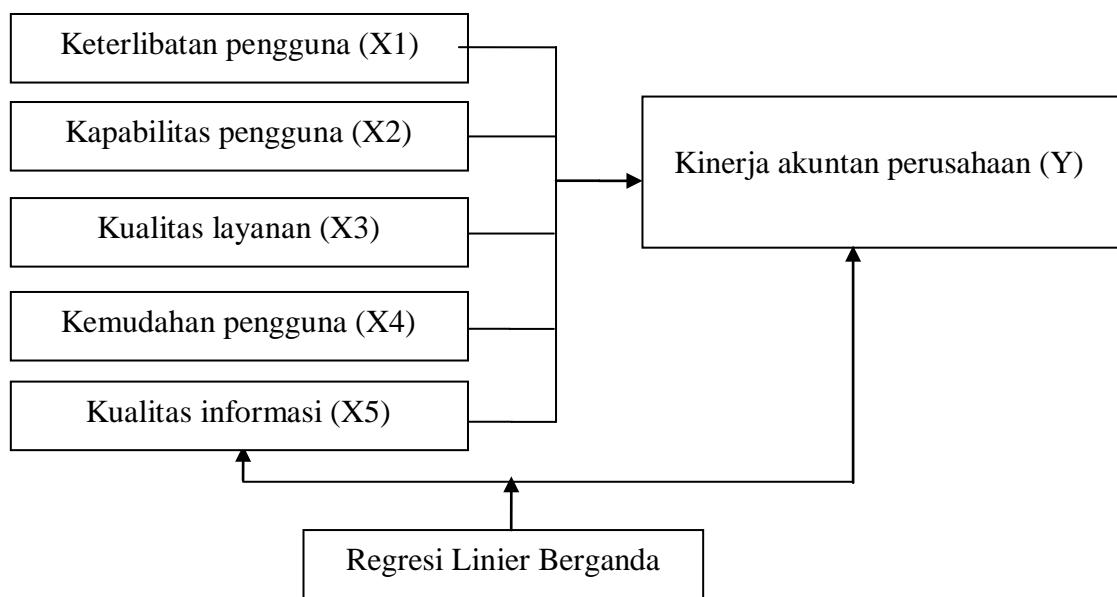 Keterlibatan pengguna (X1)
Kapabilitas pengguna (X2)
Kinerja akuntan perusahaan (Y)
Kualitas layanan (X3)
Kemudahan pengguna (X4)
Kualitas informasi (X5)
Regresi Linier Berganda